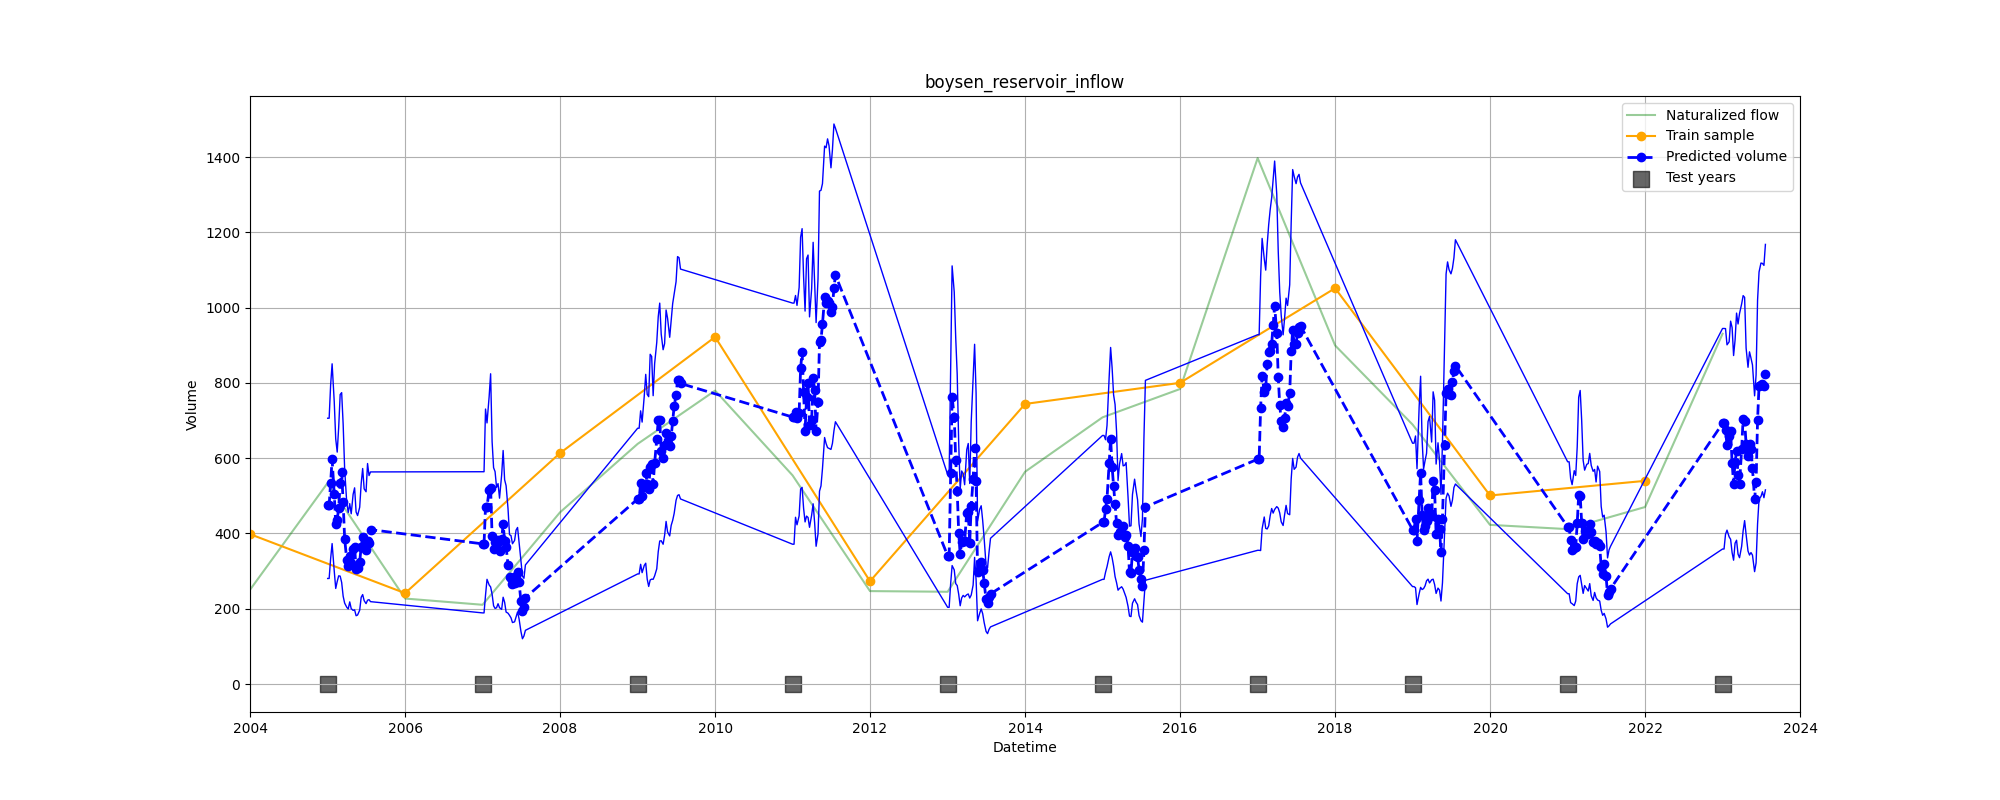 boysen_reservoir_inflow
Naturalized flow
Train sample
Predicted volume
Test years
Volume
1400
1200
1000
800
600
400
200
0
2004 2006 2008 2010 2012 2014 2016 2018 2020 2022 2024
Datetime